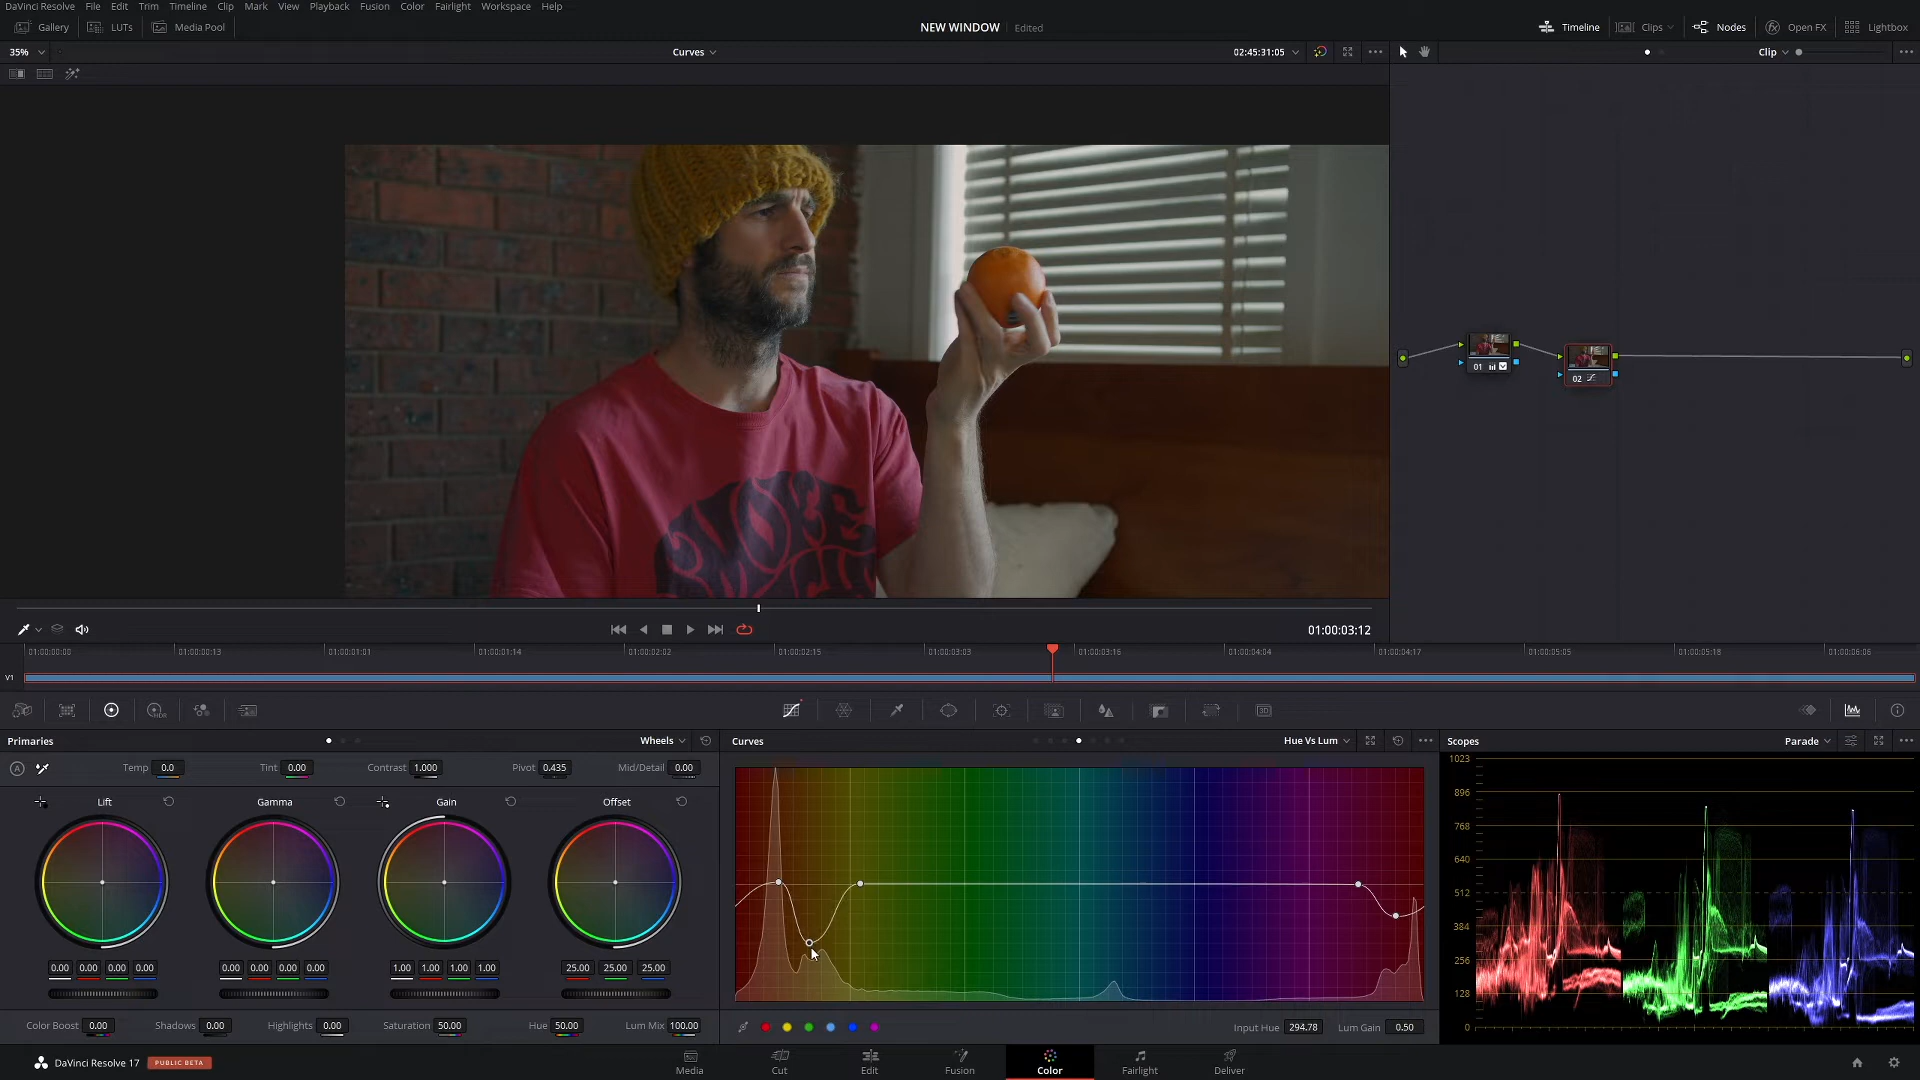 DaVinci Resolve File Edit Trim Timeline Clip Mark View Playback Fusion Color Fairlight Workspace Help
Gallery LUTs Media Pool NEW WINDOW Edited Timeline Clips Nodes Open FX Lightbox
35% Curves 02:45:31:05 Clip
01
02
01:00:03:12
01:00:00:00 01:00:00:13 01:00:01:01 01:00:01:14 01:00:02:02 01:00:02:15 01:00:03:03 01:00:03:16 01:00:04:04 01:00:04:17 01:00:05:05 01:00:05:18 01:00:06:06
V1
HDR
3D
Primaries Wheels Curves Hue Vs Lum Scopes Parade
A Temp 0.0 Tint 0.00 Contrast 1.000 Pivot 0.435 Mid/Detail 0.00
Lift Gamma Gain Offset
0.00 0.00 0.00 0.00 0.00 0.00 0.00 0.00 1.00 1.00 1.00 1.00 25.00 25.00 25.00
Color Boost 0.00 Shadows 0.00 Highlights 0.00 Saturation 50.00 Hue 50.00 Lum Mix 100.00
Input Hue 294.78 Lum Gain 0.50
1023
896
768
640
512
384
256
128
0
DaVinci Resolve 17 PUBLIC BETA
Media Cut Edit Fusion Color Fairlight Deliver